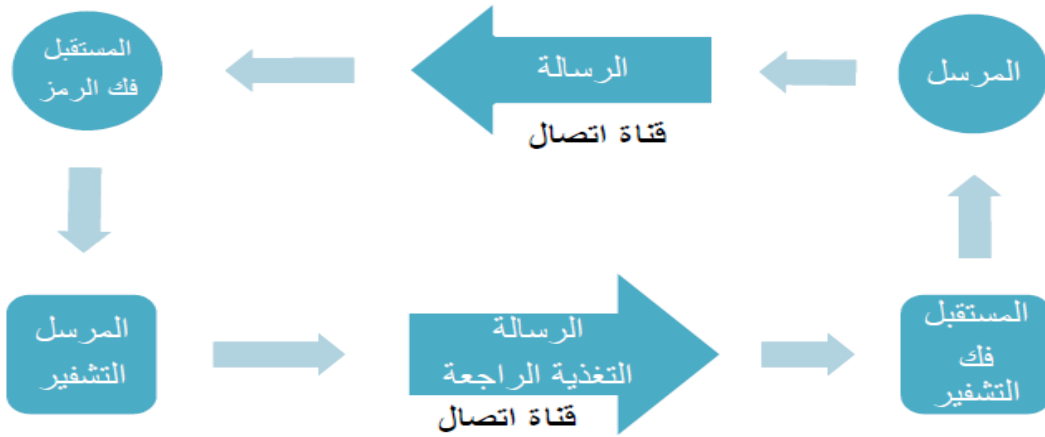 المرسل
الرسالة
قناة اتصال
المستقبل
فك الرمز
المرسل
التشفير
الرسالة
التغذية الراجعة
قناة اتصال
المستقبل
فك
التشفير